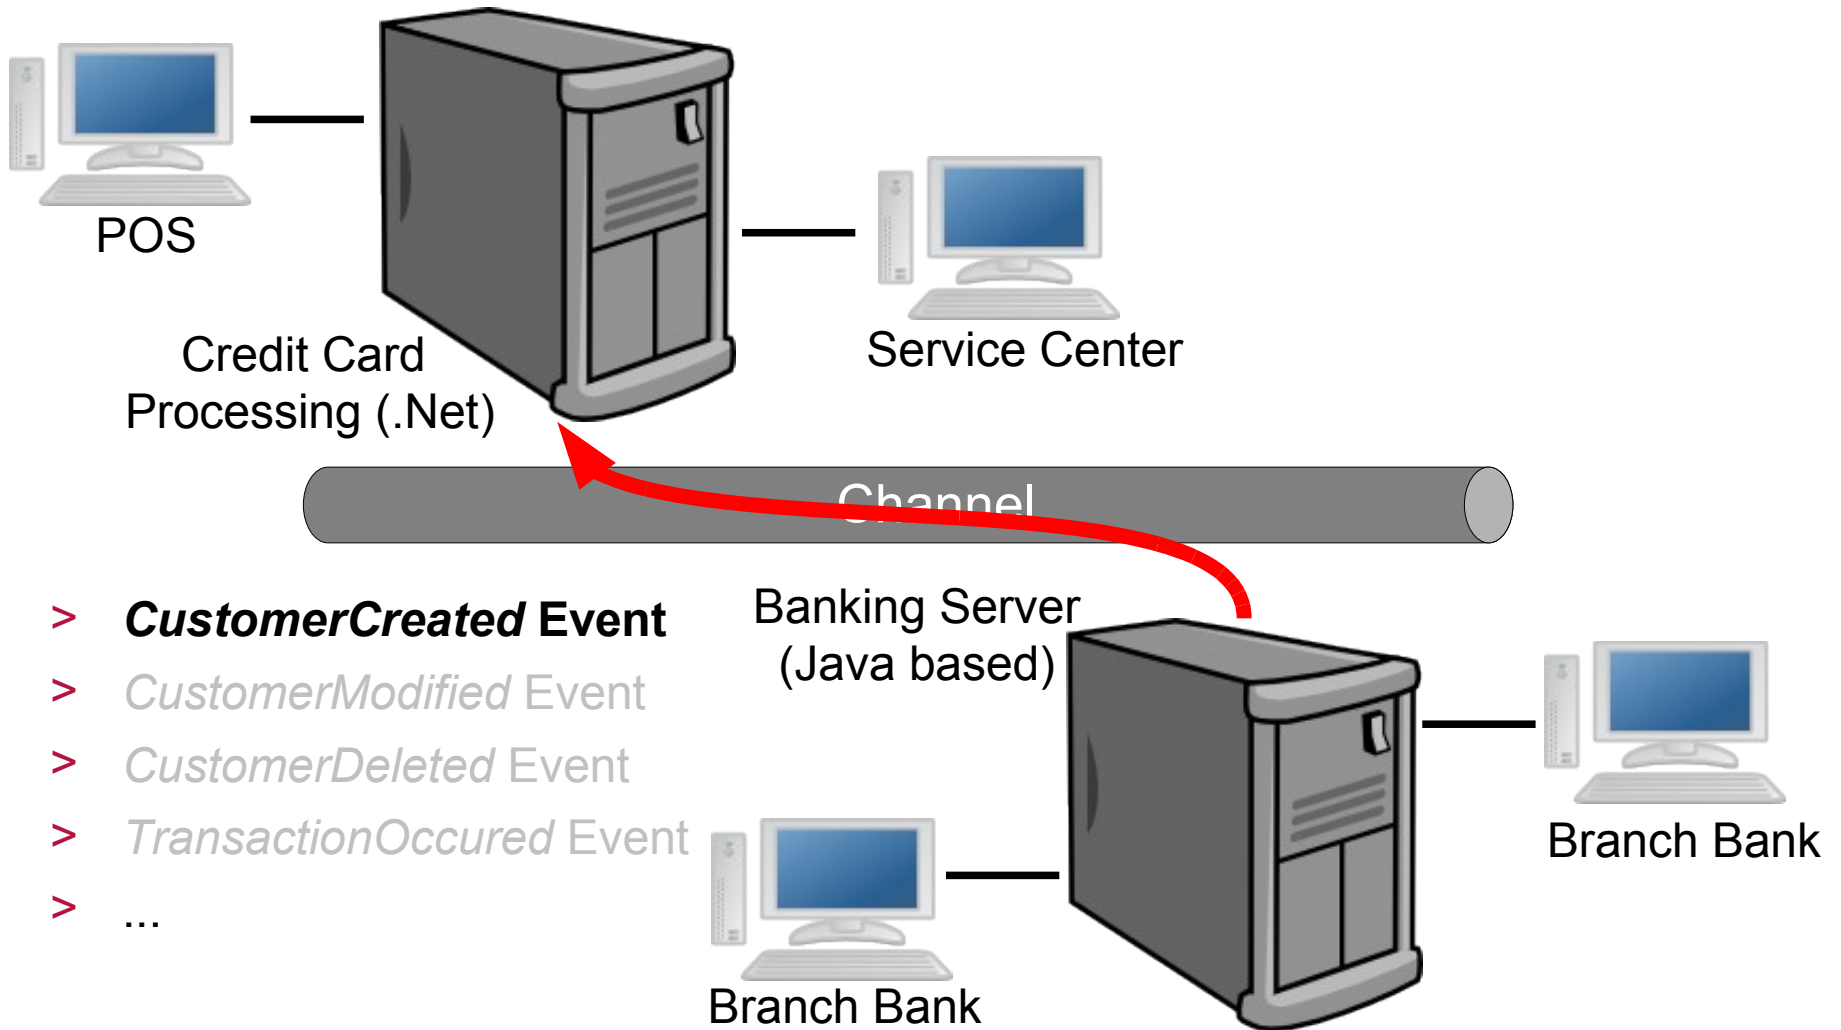 POS
Credit Card
Processing (.Net)
Service Center
Channel
> CustomerCreated Event
> CustomerModified Event
> CustomerDeleted Event
> TransactionOccured Event
> ...
Banking Server
(Java based)
Branch Bank
Branch Bank